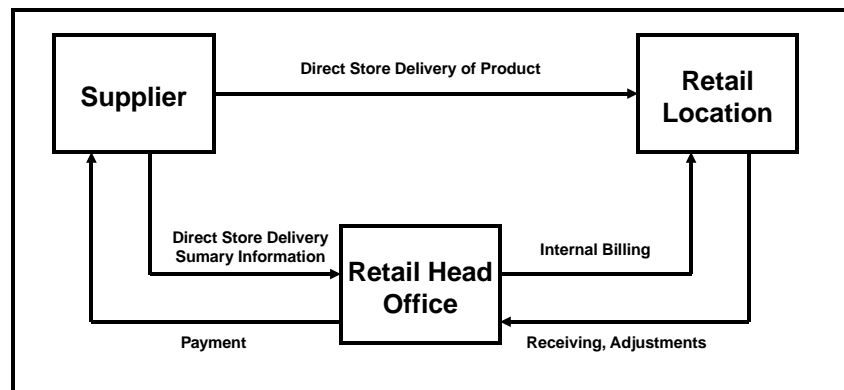 Direct Store Delivery of Product
Supplier
Retail
Location
Direct Store Delivery
Sumary Information
Internal Billing
Retail Head
Office
Payment
Receiving, Adjustments